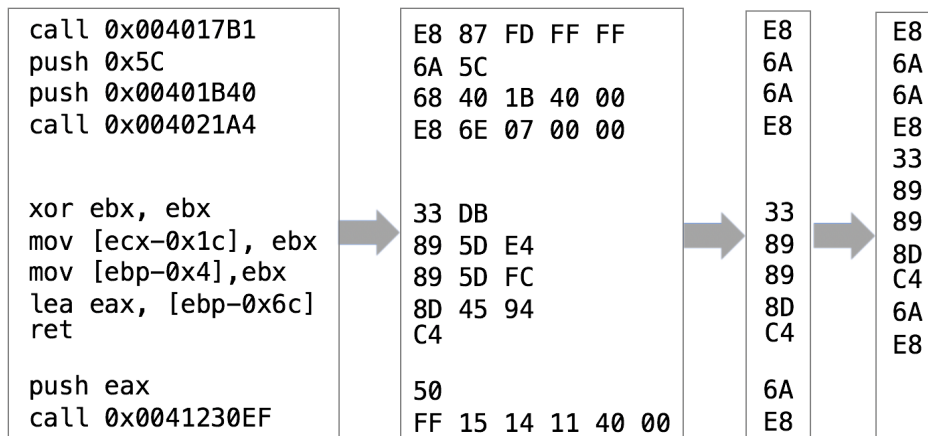 call 0x004017B1
push 0x5C
push 0x00401B40
call 0x004021A4
xor ebx, ebx
mov [ecx-0x1c], ebx
mov [ebp-0x4],ebx
lea eax, [ebp-0x6c]
ret
push eax
call 0x0041230EF
E8 87 FD FF FF
6A 5C
68 40 1B 40 00
E8 6E 07 00 00
33 DB
89 5D E4
89 5D FC
8D 45 94
C4
50
FF 15 14 11 40 00
E8
6A
6A
E8
33
89
89
8D
C4
6A
E8
E8
6A
6A
E8
33
89
89
8D
C4
6A
E8